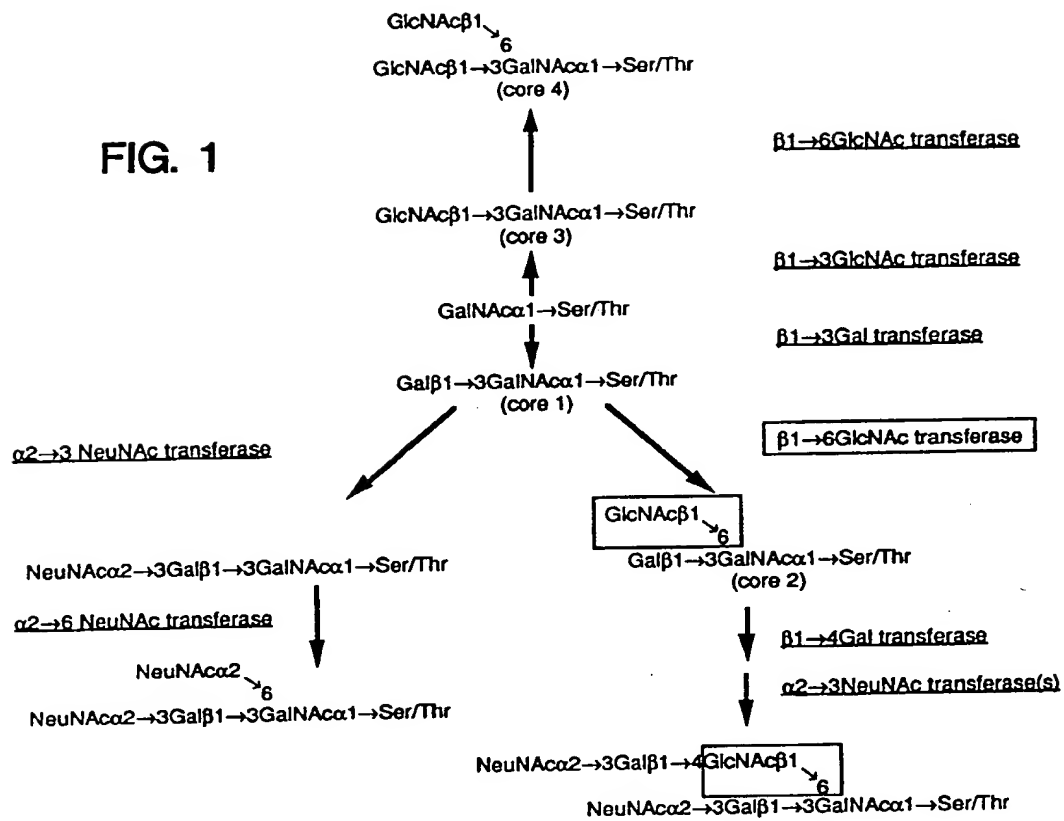 GlcNAcβ1↘
6
GlcNAcβ1→3GalNAcα1→Ser/Thr
(core 4)
FIG. 1
β1→6GlcNAc transferase
GlcNAcβ1→3GalNAcα1→Ser/Thr
(core 3)
β1→3GlcNAc transferase
GalNAcα1→Ser/Thr
β1→3Gal transferase
Galβ1→3GalNAcα1→Ser/Thr
(core 1)
β1→6GlcNAc transferase
α2→3 NeuNAc transferase
GlcNAcβ1↘
6
Galβ1→3GalNAcα1→Ser/Thr
(core 2)
NeuNAcα2→3Galβ1→3GalNAcα1→Ser/Thr
α2→6 NeuNAc transferase
β1→4Gal transferase
NeuNAcα2↘
6
α2→3NeuNAc transferase(s)
NeuNAcα2→3Galβ1→3GalNAcα1→Ser/Thr
NeuNAcα2→3Galβ1→4GlcNAcβ1↘
6
NeuNAcα2→3Galβ1→3GalNAcα1→Ser/Thr